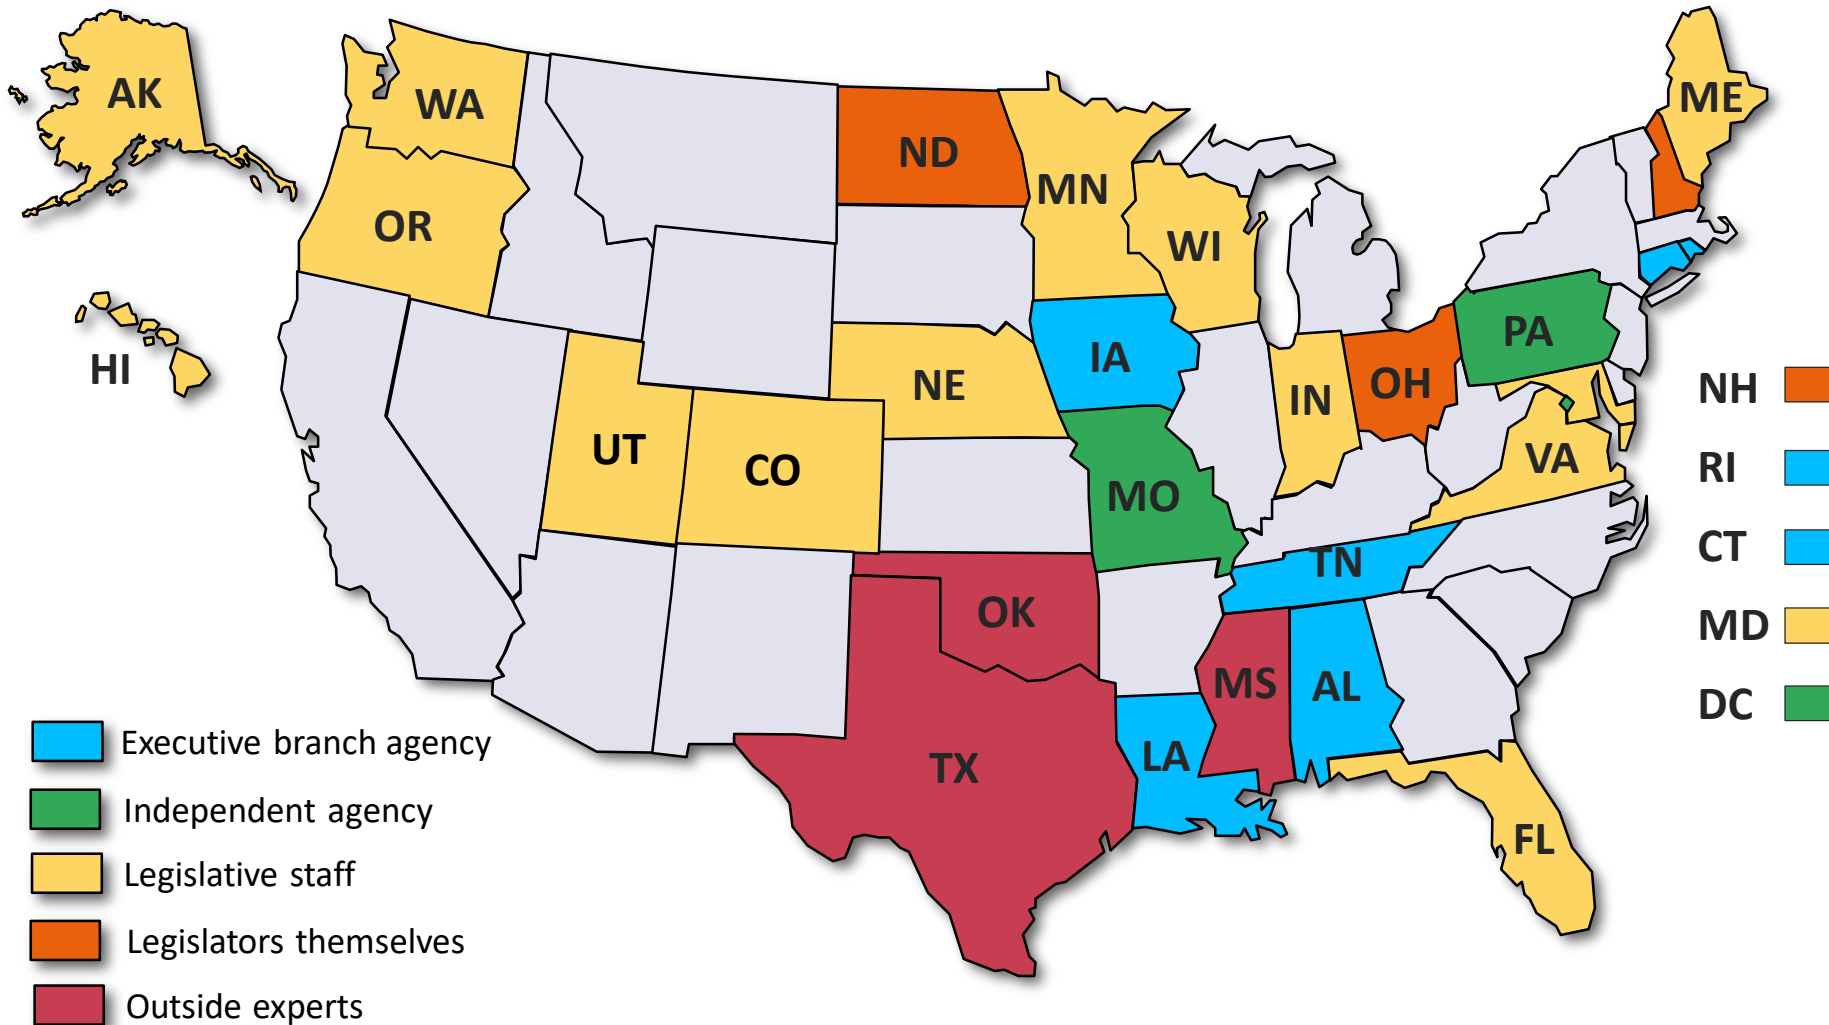 AK
WA
ME
ND
MN
OR
WI
PA
HI
IA
NE
IN
OH
NH
UT
CO
VA
RI
MO
CT
TN
OK
MD
MS
AL
DC
Executive branch agency
LA
TX
Independent agency
FL
Legislative staff
Legislators themselves
Outside experts